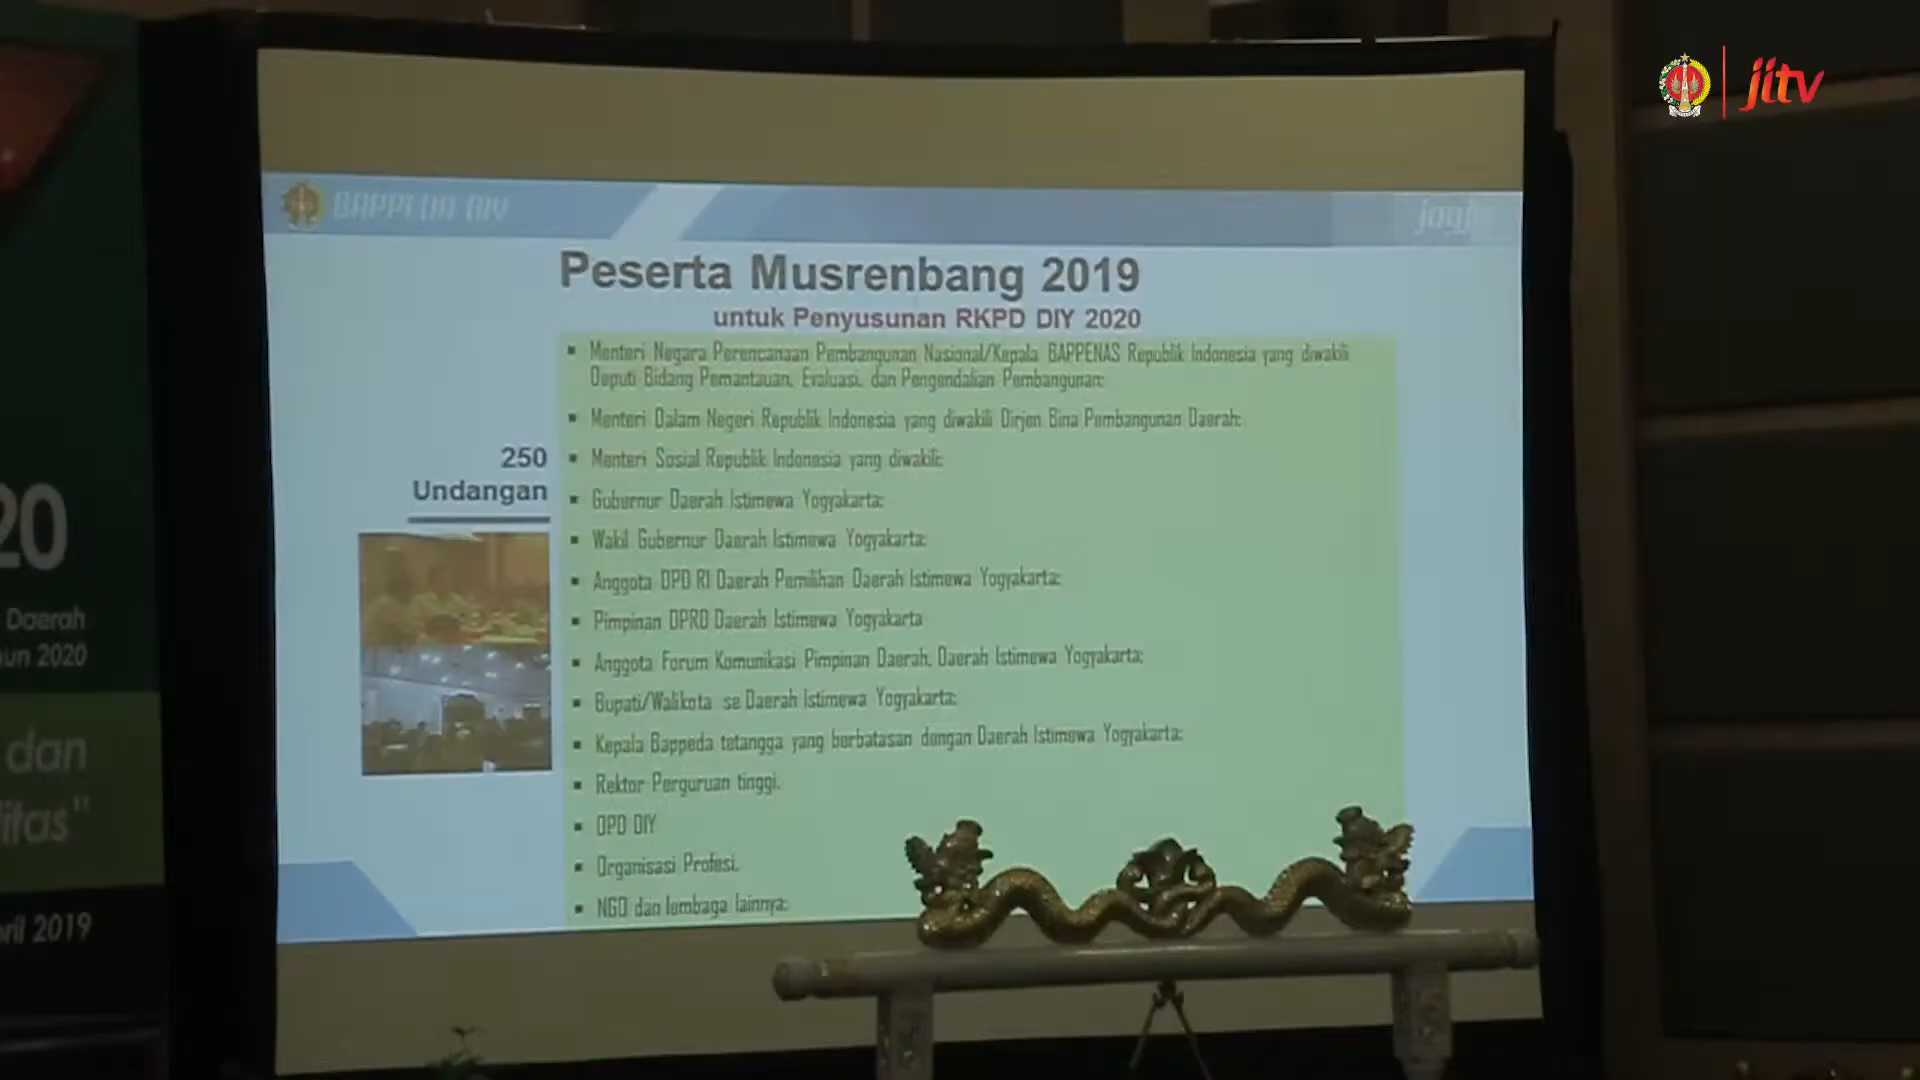 jitv
BAPPEDA DIY
jogja
Peserta Musrenbang 2019
untuk Penyusunan RKPD DIY 2020
250
Undangan
▪ Menteri Negara Perencanaan Pembangunan Nasional/Kepala BAPPENAS Republik Indonesia yang diwakili
Deputi Bidang Pemantauan, Evaluasi, dan Pengendalian Pembangunan;
▪ Menteri Dalam Negeri Republik Indonesia yang diwakili Dirjen Bina Pembangunan Daerah;
▪ Menteri Sosial Republik Indonesia yang diwakili;
▪ Gubernur Daerah Istimewa Yogyakarta;
▪ Wakil Gubernur Daerah Istimewa Yogyakarta;
▪ Anggota DPD RI Daerah Pemilihan Daerah Istimewa Yogyakarta;
▪ Pimpinan DPRD Daerah Istimewa Yogyakarta
▪ Anggota Forum Komunikasi Pimpinan Daerah, Daerah Istimewa Yogyakarta;
▪ Bupati/Walikota se Daerah Istimewa Yogyakarta;
▪ Kepala Bappeda tetangga yang berbatasan dengan Daerah Istimewa Yogyakarta;
▪ Rektor Perguruan tinggi,
▪ OPD DIY
▪ Organisasi Profesi,
▪ NGO dan lembaga lainnya;
20
Daerah
hun 2020
dan
litas"
pril 2019